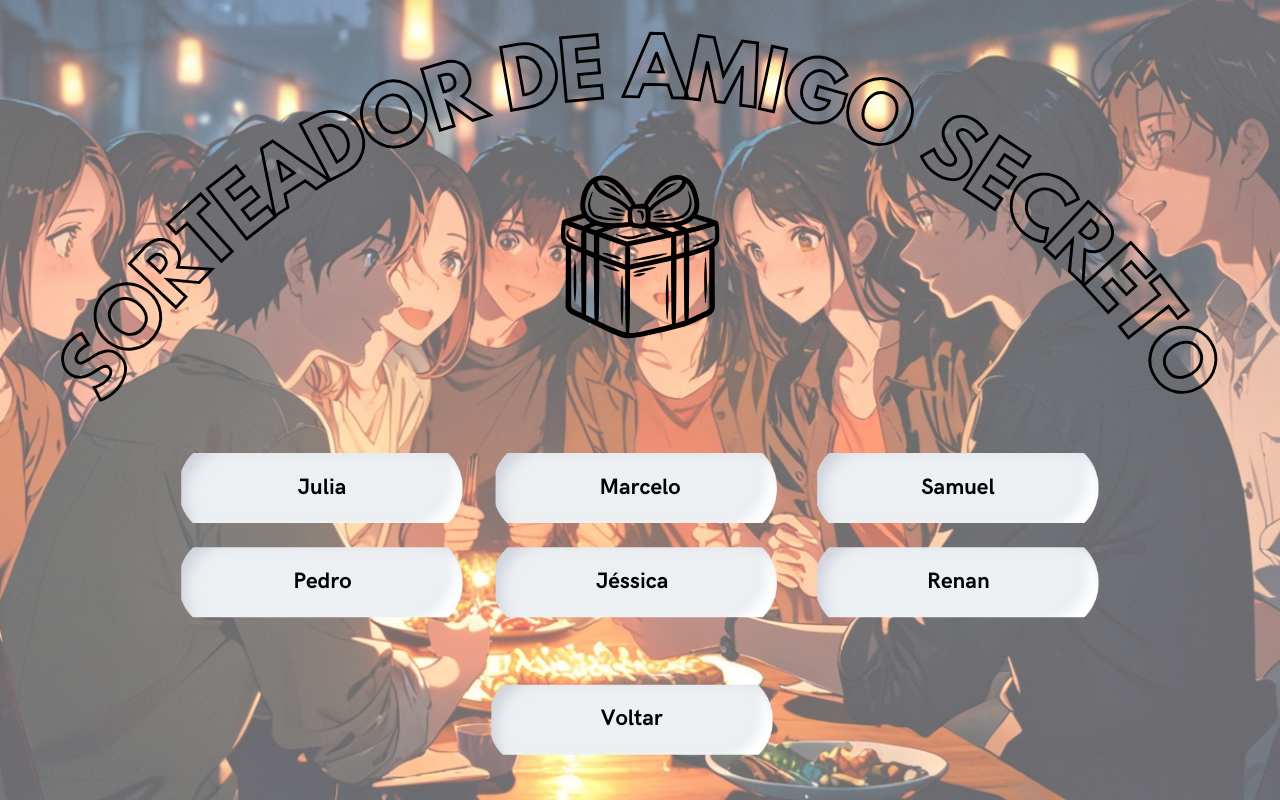 SORTEADOR DE AMIGO SECRETO
Julia
Marcelo
Samuel
Pedro
Jéssica
Renan
Voltar